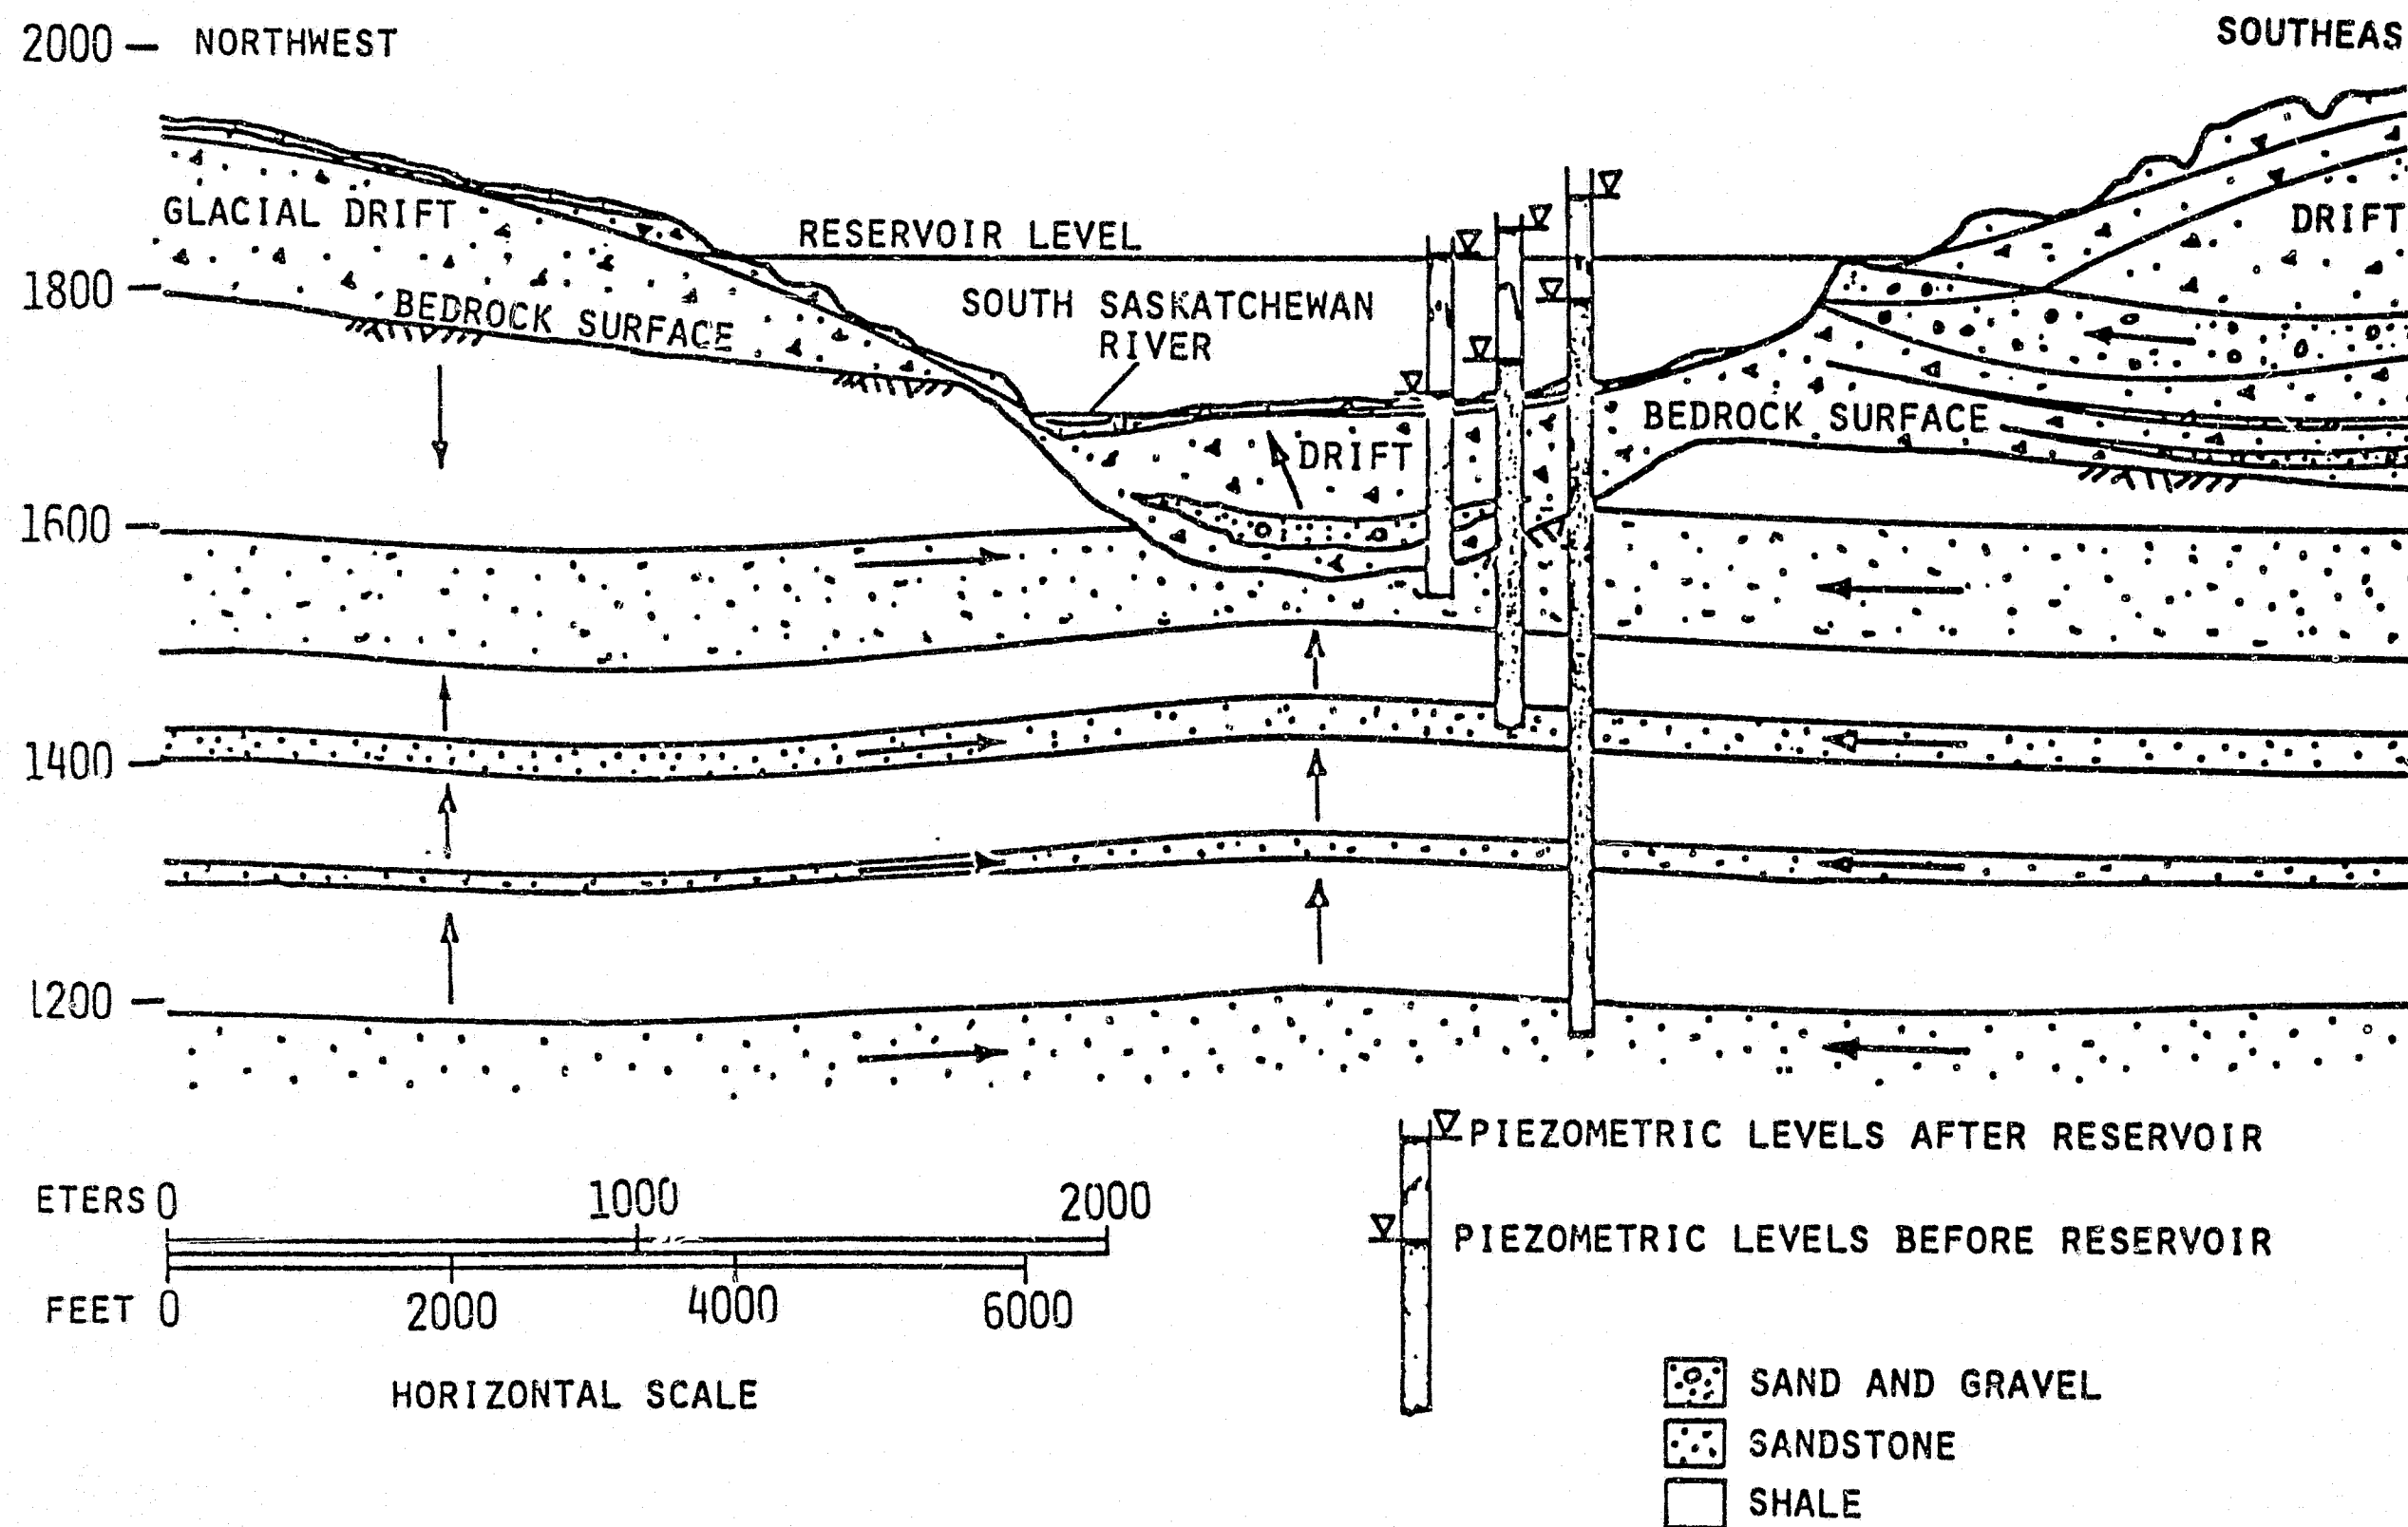 2000 NORTHWEST
SOUTHEAS
GLACIAL DRIFT
RESERVOIR LEVEL
DRIFT
1800
BEDROCK SURFACE
SOUTH SASKATCHEWAN
RIVER
BEDROCK SURFACE
DRIFT
1600
1400
1200
PIEZOMETRIC LEVELS AFTER RESERVOIR
ETERS 0 1000 2000
PIEZOMETRIC LEVELS BEFORE RESERVOIR
FEET 0 2000 4000 6000
HORIZONTAL SCALE
SAND AND GRAVEL
SANDSTONE
SHALE